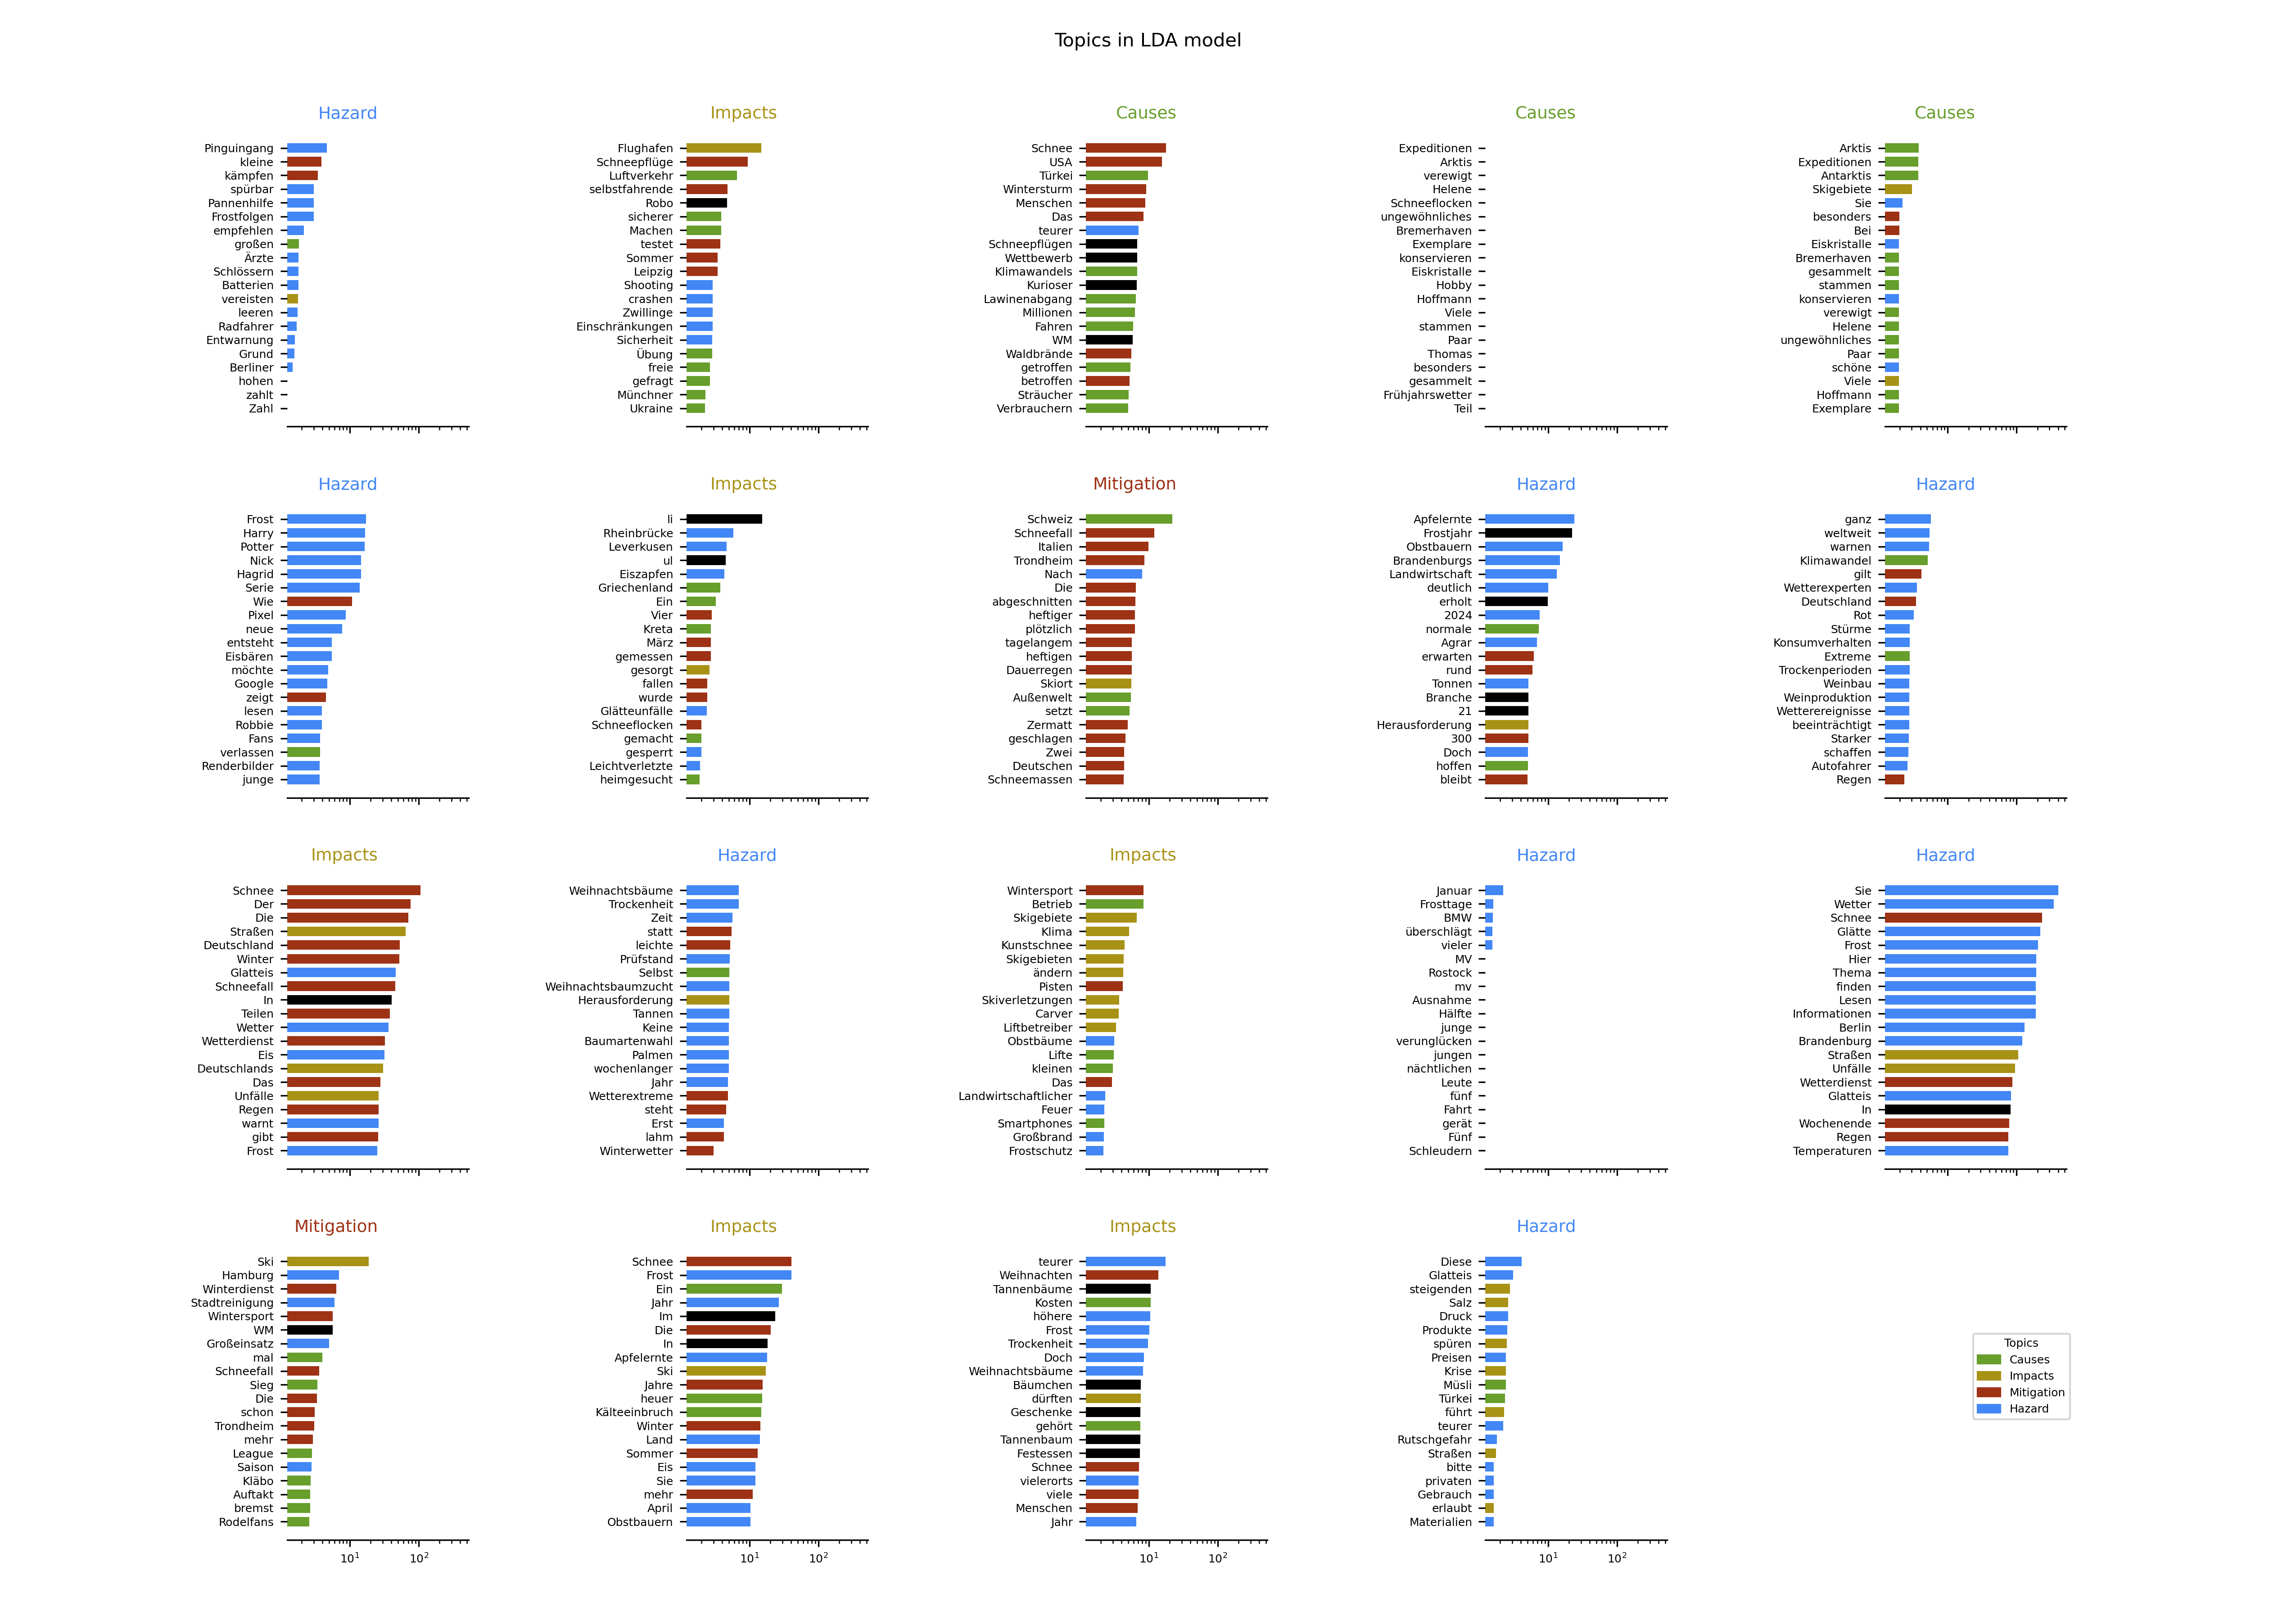 Topics in LDA model
Hazard
Pinguingang
kleine
kämpfen
spürbar
Pannenhilfe
Frostfolgen
empfehlen
großen
Ärzte
Schlössern
Batterien
vereisten
leeren
Radfahrer
Entwarnung
Grund
Berliner
hohen
zahlt
Zahl
Impacts
Flughafen
Schneepflüge
Luftverkehr
selbstfahrende
Robo
sicherer
Machen
testet
Sommer
Leipzig
Shooting
crashen
Zwillinge
Einschränkungen
Sicherheit
Übung
freie
gefragt
Münchner
Ukraine
Causes
Schnee
USA
Türkei
Wintersturm
Menschen
Das
teurer
Schneepflügen
Wettbewerb
Klimawandels
Kurioser
Lawinenabgang
Millionen
Fahren
WM
Waldbrände
getroffen
betroffen
Sträucher
Verbrauchern
Causes
Expeditionen
Arktis
verewigt
Helene
Schneeflocken
ungewöhnliches
Bremerhaven
Exemplare
konservieren
Eiskristalle
Hobby
Hoffmann
Viele
stammen
Paar
Thomas
besonders
gesammelt
Frühjahrswetter
Teil
Causes
Arktis
Expeditionen
Antarktis
Skigebiete
Sie
besonders
Bei
Eiskristalle
Bremerhaven
gesammelt
stammen
konservieren
verewigt
Helene
ungewöhnliches
Paar
schöne
Viele
Hoffmann
Exemplare
Hazard
Frost
Harry
Potter
Nick
Hagrid
Serie
Wie
Pixel
neue
entsteht
Eisbären
möchte
Google
zeigt
lesen
Robbie
Fans
verlassen
Renderbilder
junge
Impacts
li
Rheinbrücke
Leverkusen
ul
Eiszapfen
Griechenland
Ein
Vier
Kreta
März
gemessen
gesorgt
fallen
wurde
Glätteunfälle
Schneeflocken
gemacht
gesperrt
Leichtverletzte
heimgesucht
Mitigation
Schweiz
Schneefall
Italien
Trondheim
Nach
Die
abgeschnitten
heftiger
plötzlich
tagelangem
heftigen
Dauerregen
Skiort
Außenwelt
setzt
Zermatt
geschlagen
Zwei
Deutschen
Schneemassen
Hazard
Apfelernte
Frostjahr
Obstbauern
Brandenburgs
Landwirtschaft
deutlich
erholt
2024
normale
Agrar
erwarten
rund
Tonnen
Branche
21
Herausforderung
300
Doch
hoffen
bleibt
Hazard
ganz
weltweit
warnen
Klimawandel
gilt
Wetterexperten
Deutschland
Rot
Stürme
Konsumverhalten
Extreme
Trockenperioden
Weinbau
Weinproduktion
Wetterereignisse
beeinträchtigt
Starker
schaffen
Autofahrer
Regen
Impacts
Schnee
Der
Die
Straßen
Deutschland
Winter
Glatteis
Schneefall
In
Teilen
Wetter
Wetterdienst
Eis
Deutschlands
Das
Unfälle
Regen
warnt
gibt
Frost
Hazard
Weihnachtsbäume
Trockenheit
Zeit
statt
leichte
Prüfstand
Selbst
Weihnachtsbaumzucht
Herausforderung
Tannen
Keine
Baumartenwahl
Palmen
wochenlanger
Jahr
Wetterextreme
steht
Erst
lahm
Winterwetter
Impacts
Wintersport
Betrieb
Skigebiete
Klima
Kunstschnee
Skigebieten
ändern
Pisten
Skiverletzungen
Carver
Liftbetreiber
Obstbäume
Lifte
kleinen
Das
Landwirtschaftlicher
Feuer
Smartphones
Großbrand
Frostschutz
Hazard
Januar
Frosttage
BMW
überschlägt
vieler
MV
Rostock
mv
Ausnahme
Hälfte
junge
verunglücken
jungen
nächtlichen
Leute
fünf
Fahrt
gerät
Fünf
Schleudern
Hazard
Sie
Wetter
Schnee
Glätte
Frost
Hier
Thema
finden
Lesen
Informationen
Berlin
Brandenburg
Straßen
Unfälle
Wetterdienst
Glatteis
In
Wochenende
Regen
Temperaturen
Mitigation
Ski
Hamburg
Winterdienst
Stadtreinigung
Wintersport
WM
Großeinsatz
mal
Schneefall
Sieg
Die
schon
Trondheim
mehr
League
Saison
Kläbo
Auftakt
bremst
Rodelfans
10¹ 10²
Impacts
Schnee
Frost
Ein
Jahr
Im
Die
In
Apfelernte
Ski
Jahre
heuer
Kälteeinbruch
Winter
Land
Sommer
Eis
Sie
mehr
April
Obstbauern
10¹ 10²
Impacts
teurer
Weihnachten
Tannenbäume
Kosten
höhere
Frost
Trockenheit
Doch
Weihnachtsbäume
Bäumchen
dürften
Geschenke
gehört
Tannenbaum
Festessen
Schnee
vielerorts
viele
Menschen
Jahr
10¹ 10²
Hazard
Diese
Glatteis
steigenden
Salz
Druck
Produkte
spüren
Preisen
Krise
Müsli
Türkei
führt
teurer
Rutschgefahr
Straßen
bitte
privaten
Gebrauch
erlaubt
Materialien
10¹ 10²
Topics
Causes
Impacts
Mitigation
Hazard